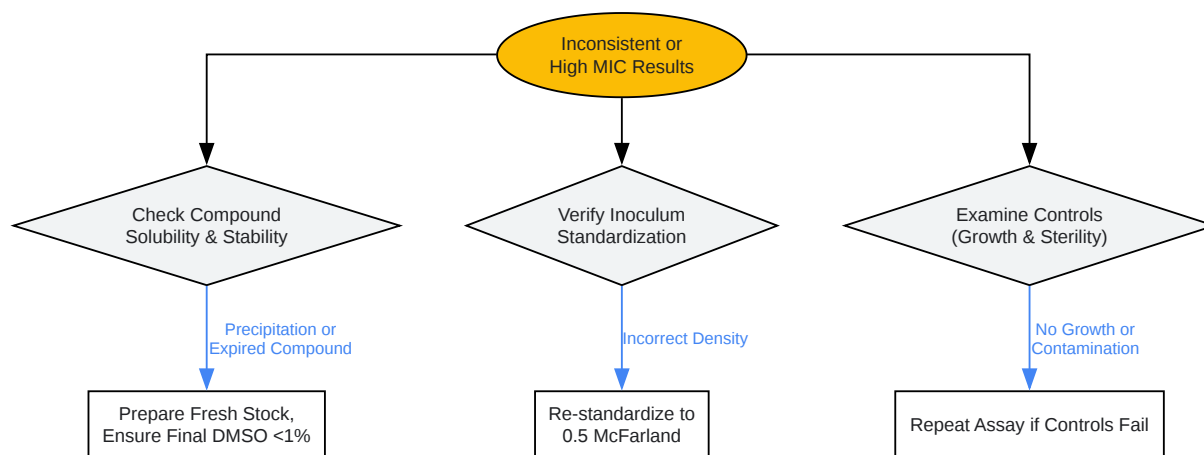 Inconsistent or
High MIC Results
Check Compound
Solubility & Stability
Verify Inoculum
Standardization
Examine Controls
(Growth & Sterility)
Precipitation or
Expired Compound
Incorrect Density
No Growth or
Contamination
Prepare Fresh Stock,
Ensure Final DMSO <1%
Re-standardize to
0.5 McFarland
Repeat Assay if Controls Fail